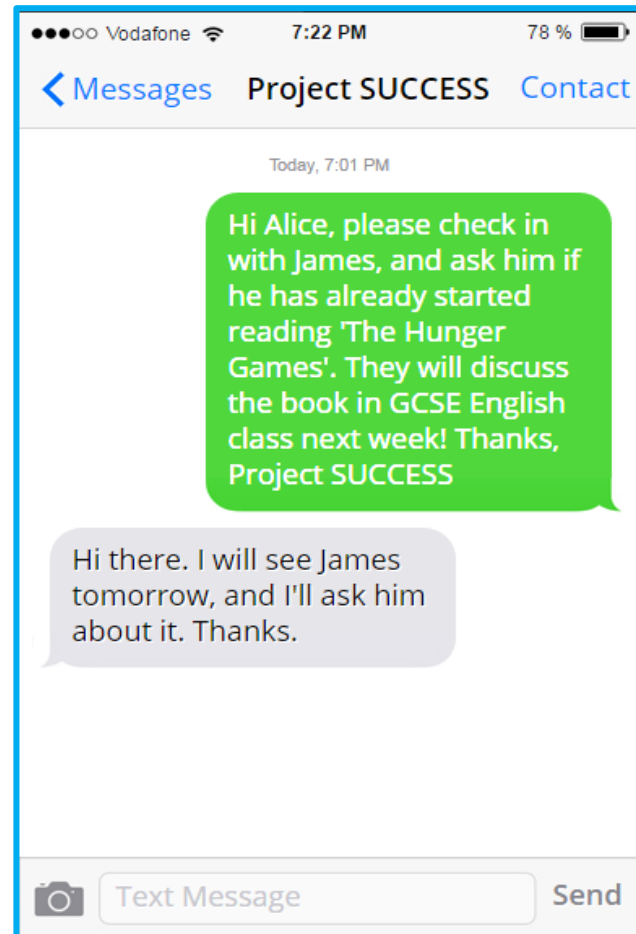 Vodafone 7:22 PM 78 %
Messages Project SUCCESS Contact
Today, 7:01 PM
Hi Alice, please check in
with James, and ask him if
he has already started
reading 'The Hunger
Games'. They will discuss
the book in GCSE English
class next week! Thanks,
Project SUCCESS
Hi there. I will see James
tomorrow, and I'll ask him
about it. Thanks.
Text Message Send